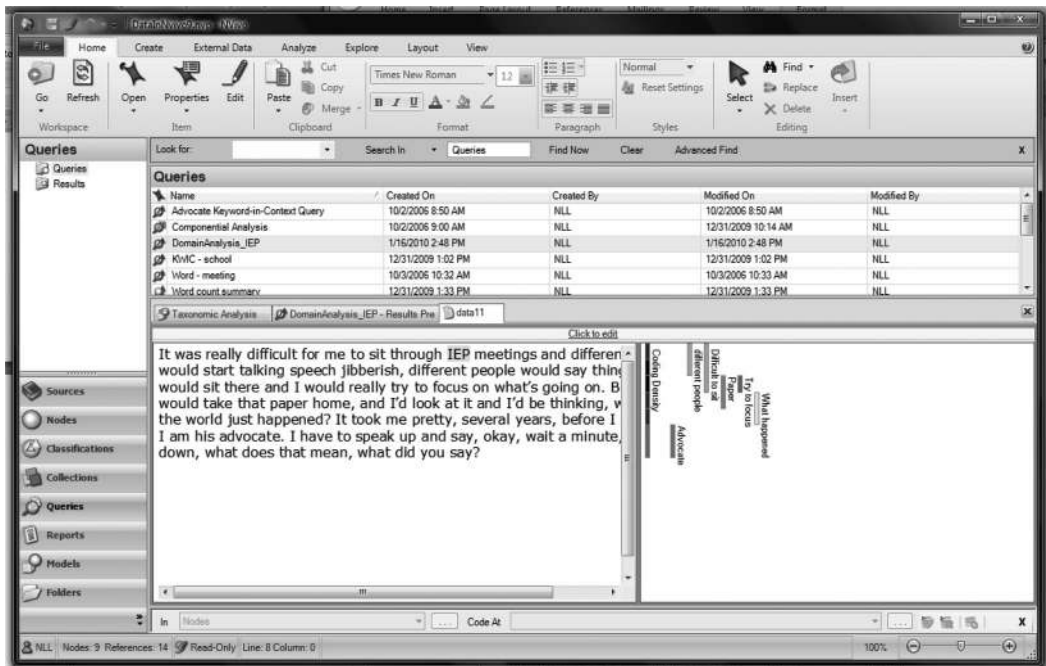 Home Insert Page Layout References Mailings Review View Format
DataInNvivo9.nvp - NVivo
File Home Create External Data Analyze Explore Layout View
Go Refresh Open Properties Edit Paste Cut Copy Merge
Times New Roman 12
B I U
Normal
Reset Settings
Select Find Replace Delete Insert
Workspace Item Clipboard Format Paragraph Styles Editing
Queries
Queries
Results
Look for: Search In Queries Find Now Clear Advanced Find X
Queries
Name Created On Created By Modified On Modified By
Advocate Keyword-in-Context Query 10/2/2006 8:50 AM NLL 10/2/2006 8:50 AM NLL
Componential Analysis 10/2/2006 9:00 AM NLL 12/31/2009 10:14 AM NLL
DomainAnalysis_IEP 1/16/2010 2:48 PM NLL 1/16/2010 2:48 PM NLL
KWIC - school 12/31/2009 1:02 PM NLL 12/31/2009 1:02 PM NLL
Word - meeting 10/3/2006 10:32 AM NLL 10/3/2006 10:33 AM NLL
Word count summary 12/31/2009 1:33 PM NLL 12/31/2009 1:33 PM NLL
Taxonomic Analysis DomainAnalysis_IEP - Results Pre data11
Click to edit
It was really difficult for me to sit through IEP meetings and differen
would start talking speech jibberish, different people would say thing
would sit there and I would really try to focus on what's going on. B
would take that paper home, and I'd look at it and I'd be thinking, w
the world just happened? It took me pretty, several years, before I
I am his advocate. I have to speak up and say, okay, wait a minute,
down, what does that mean, what did you say?
Coding Density
Advocate
different people
Difficult to sit
Paper
Try to focus
What happened
Sources
Nodes
Classifications
Collections
Queries
Reports
Models
Folders
In Nodes ... Code At ... X
NLL Nodes: 9 References: 14 Read-Only Line: 8 Column: 0 100%